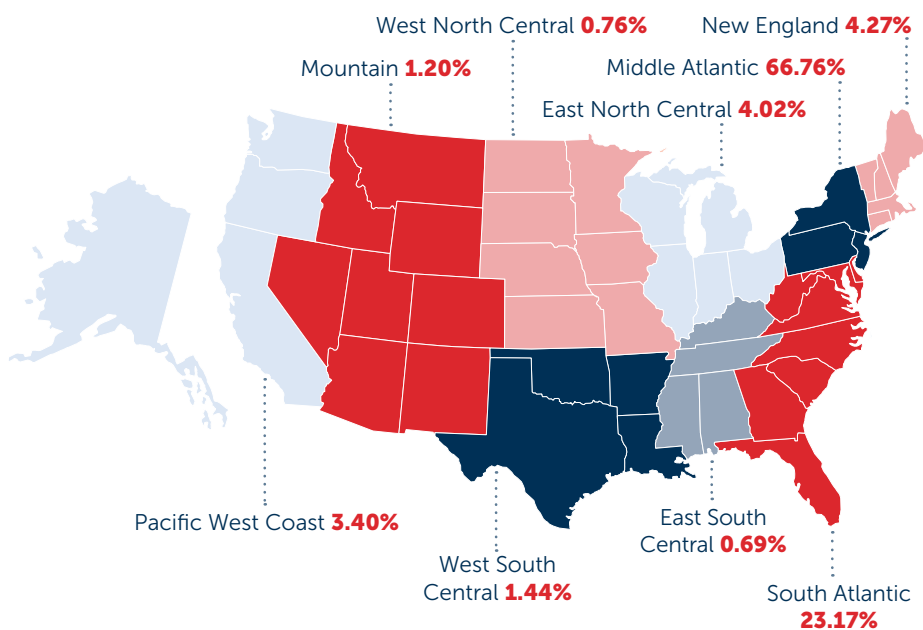 West North Central 0.76%
New England 4.27%
Mountain 1.20%
Middle Atlantic 66.76%
East North Central 4.02%
Pacific West Coast 3.40%
East South
Central 0.69%
West South
Central 1.44%
South Atlantic
23.17%